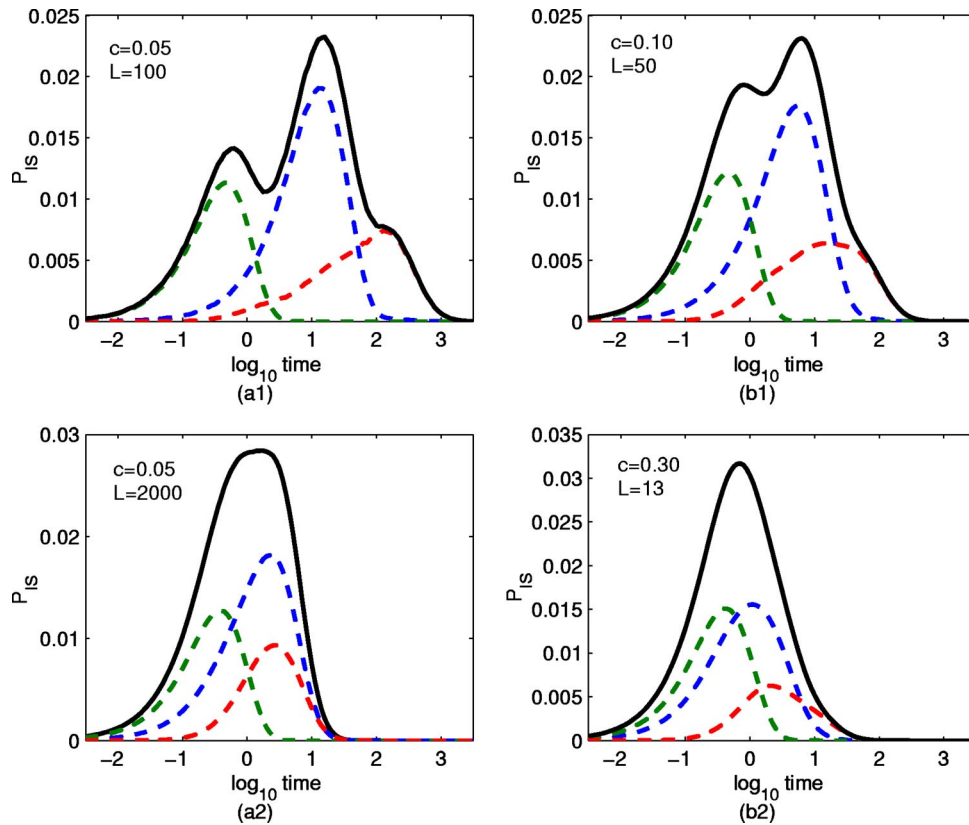 0.025
0.02
0.015
0.01
0.005
0
P_IS
c=0.05
L=100
−2 −1 0 1 2 3
log_10 time
(a1)
0.025
0.02
0.015
0.01
0.005
0
P_IS
c=0.10
L=50
−2 −1 0 1 2 3
log_10 time
(b1)
0.03
0.02
0.01
0
P_IS
c=0.05
L=2000
−2 −1 0 1 2 3
log_10 time
(a2)
0.035
0.03
0.025
0.02
0.015
0.01
0.005
0
P_IS
c=0.30
L=13
−2 −1 0 1 2 3
log_10 time
(b2)